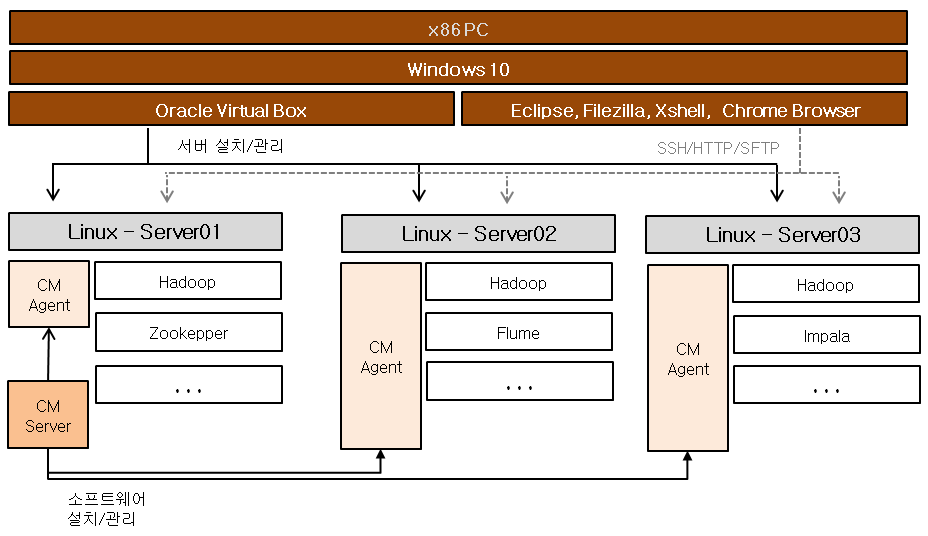 x86 PC
Windows 10
Oracle Virtual Box
Eclipse, Filezilla, Xshell, Chrome Browser
서버 설치/관리
SSH/HTTP/SFTP
Linux – Server01
Linux – Server02
Linux – Server03
CM
Agent
Hadoop
Zookepper
...
CM
Server
CM
Agent
Hadoop
Flume
...
CM
Agent
Hadoop
Impala
...
소프트웨어
설치/관리